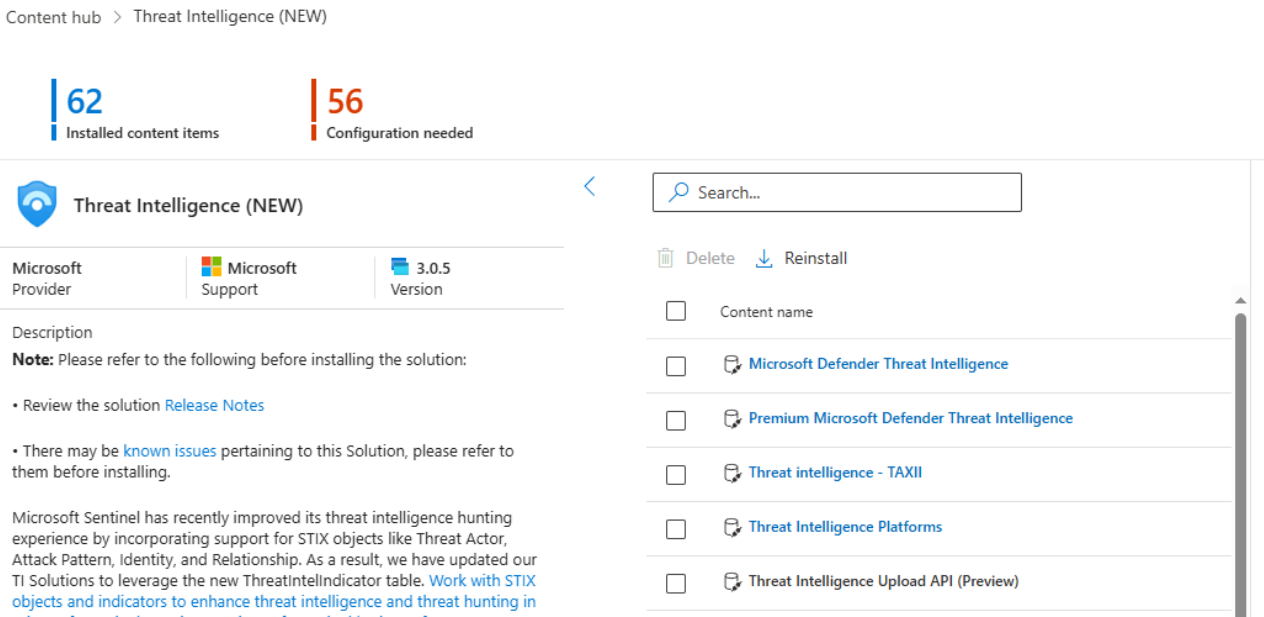 Content hub > Threat Intelligence (NEW)
62
Installed content items
56
Configuration needed
Threat Intelligence (NEW)
Microsoft
Provider
Microsoft
Support
3.0.5
Version
Description
Note: Please refer to the following before installing the solution:
• Review the solution Release Notes
• There may be known issues pertaining to this Solution, please refer to
them before installing.
Microsoft Sentinel has recently improved its threat intelligence hunting
experience by incorporating support for STIX objects like Threat Actor,
Attack Pattern, Identity, and Relationship. As a result, we have updated our
TI Solutions to leverage the new ThreatIntelIndicator table. Work with STIX
objects and indicators to enhance threat intelligence and threat hunting in
Search...
Delete
Reinstall
Content name
Microsoft Defender Threat Intelligence
Premium Microsoft Defender Threat Intelligence
Threat intelligence - TAXII
Threat Intelligence Platforms
Threat Intelligence Upload API (Preview)